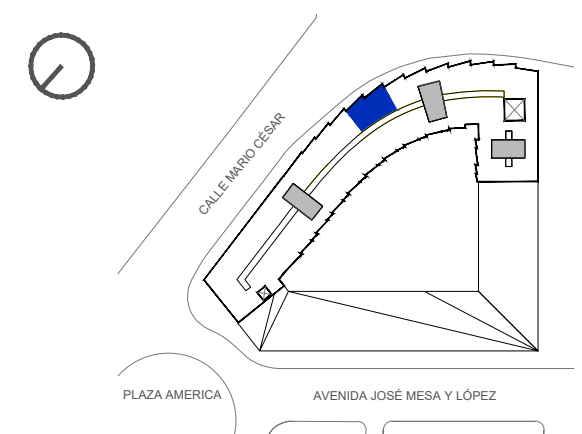 CALLE MARIO CÉSAR
PLAZA AMERICA
AVENIDA JOSÉ MESA Y LÓPEZ